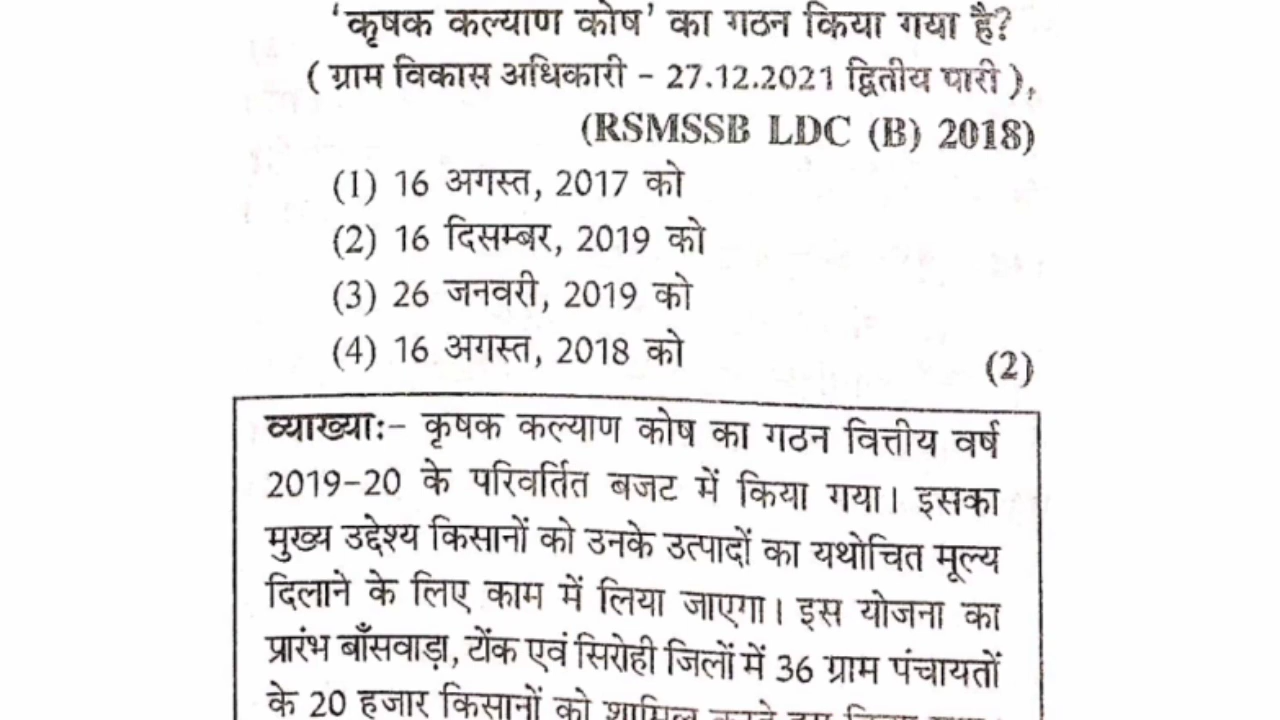 ‘कृषक कल्याण कोष’ का गठन किया गया है?
( ग्राम विकास अधिकारी - 27.12.2021 द्वितीय पारी ),
(RSMSSB LDC (B) 2018)
(1) 16 अगस्त, 2017 को
(2) 16 दिसम्बर, 2019 को
(3) 26 जनवरी, 2019 को
(4) 16 अगस्त, 2018 को
(2)
व्याख्याः- कृषक कल्याण कोष का गठन वित्तीय वर्ष
2019-20 के परिवर्तित बजट में किया गया। इसका
मुख्य उद्देश्य किसानों को उनके उत्पादों का यथोचित मूल्य
दिलाने के लिए काम में लिया जाएगा। इस योजना का
प्रारंभ बाँसवाड़ा, टोंक एवं सिरोही जिलों में 36 ग्राम पंचायतों
के 20 हजार किसानों को शामिल